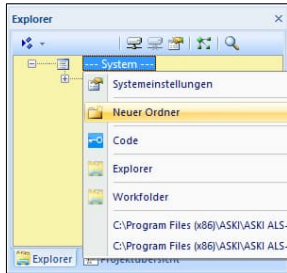 Explorer
--- System ---
Systemeinstellungen
Neuer Ordner
Code
Explorer
Workfolder
C:\Program Files (x86)\ASKI\ASKI ALS-
C:\Program Files (x86)\ASKI\ASKI ALS-
Explorer
Projektübersicht